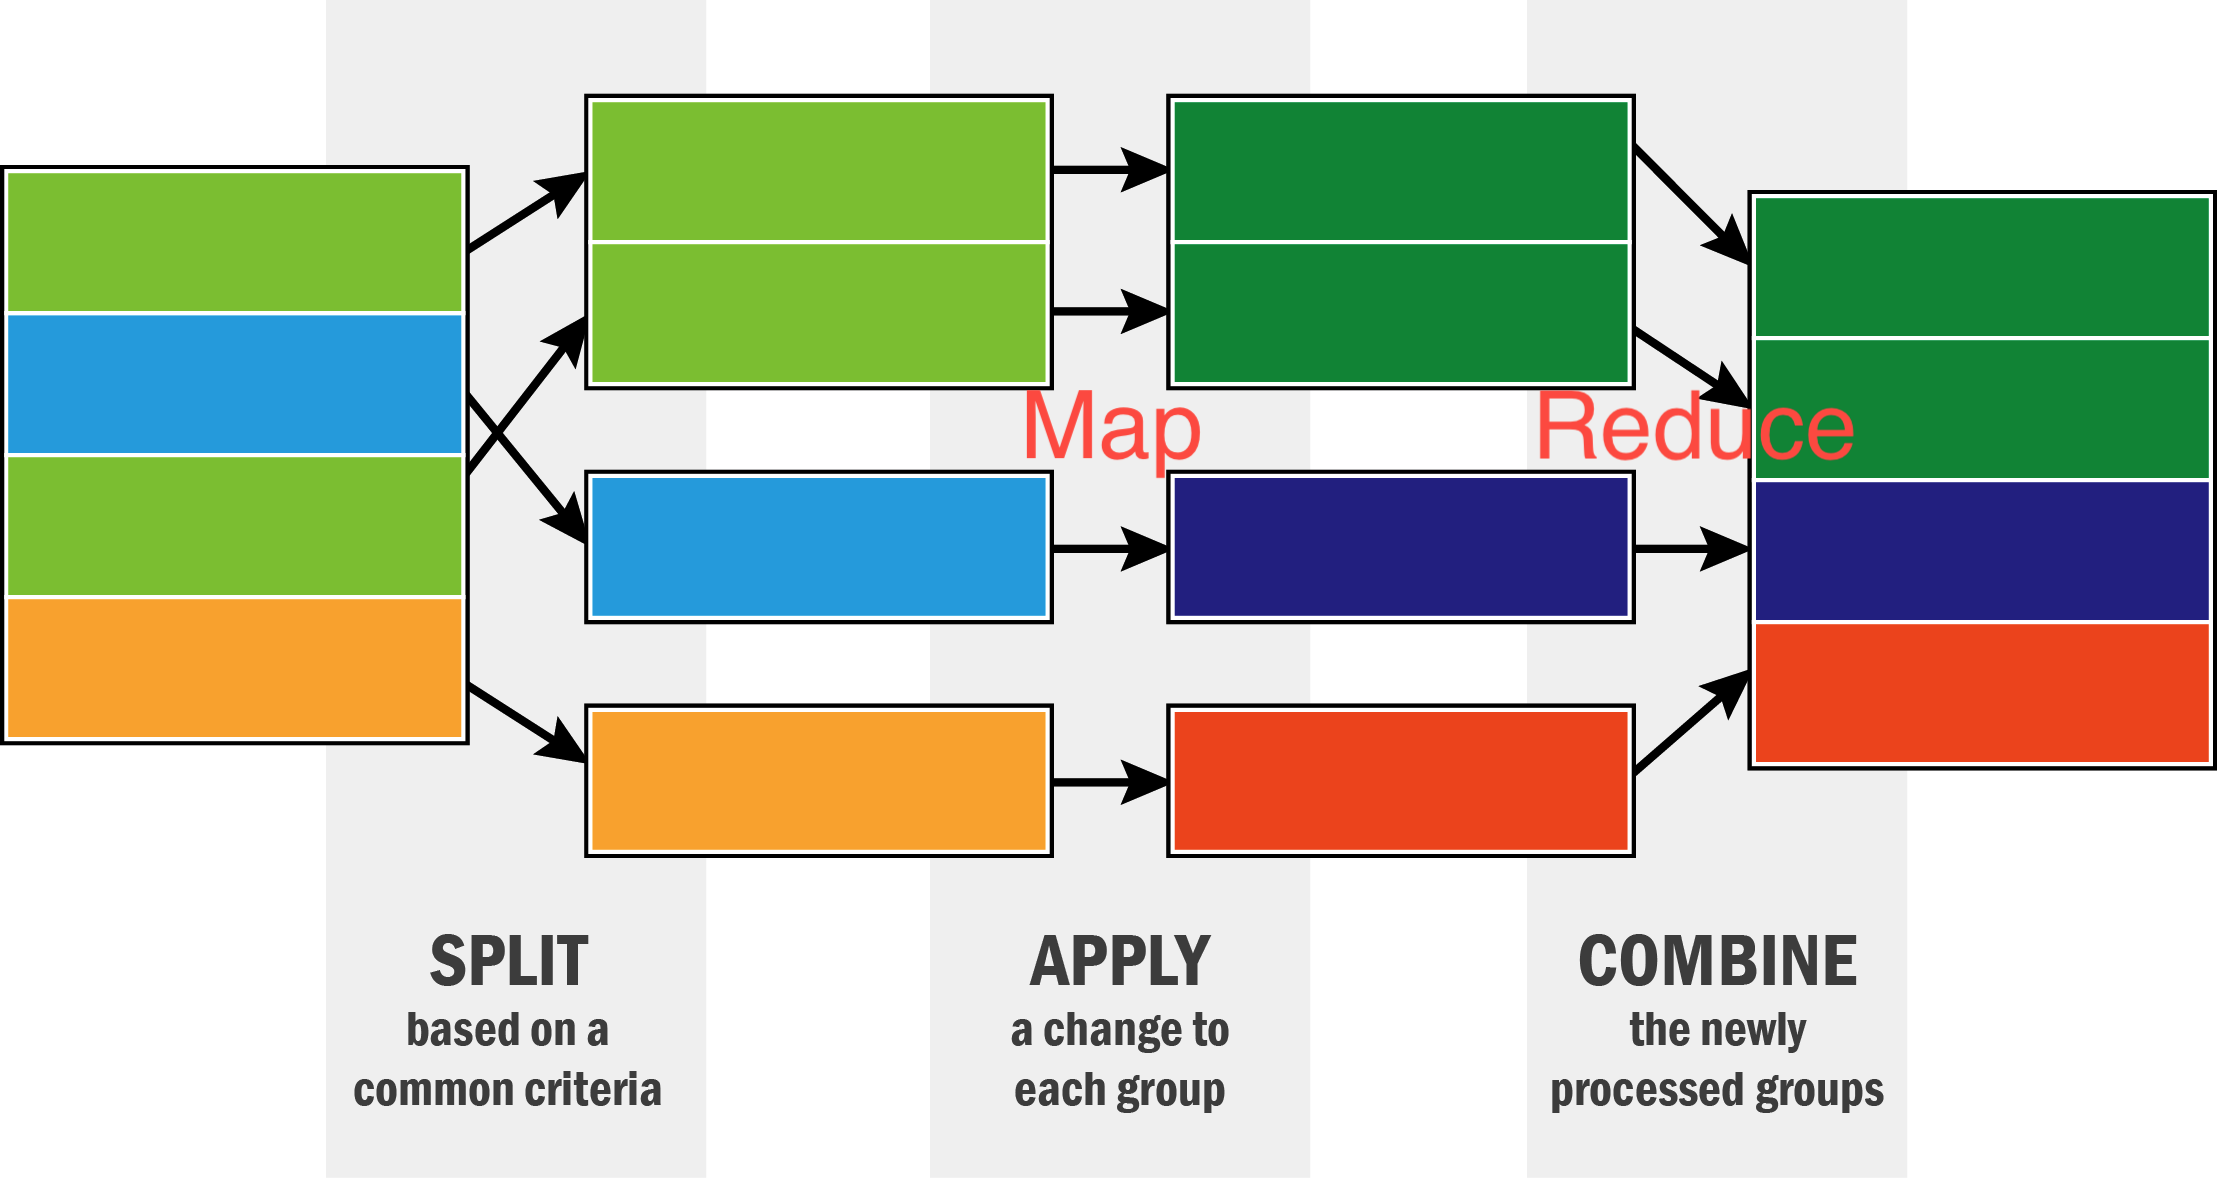 Map
Reduce
SPLIT
based on a
common criteria
APPLY
a change to
each group
COMBINE
the newly
processed groups